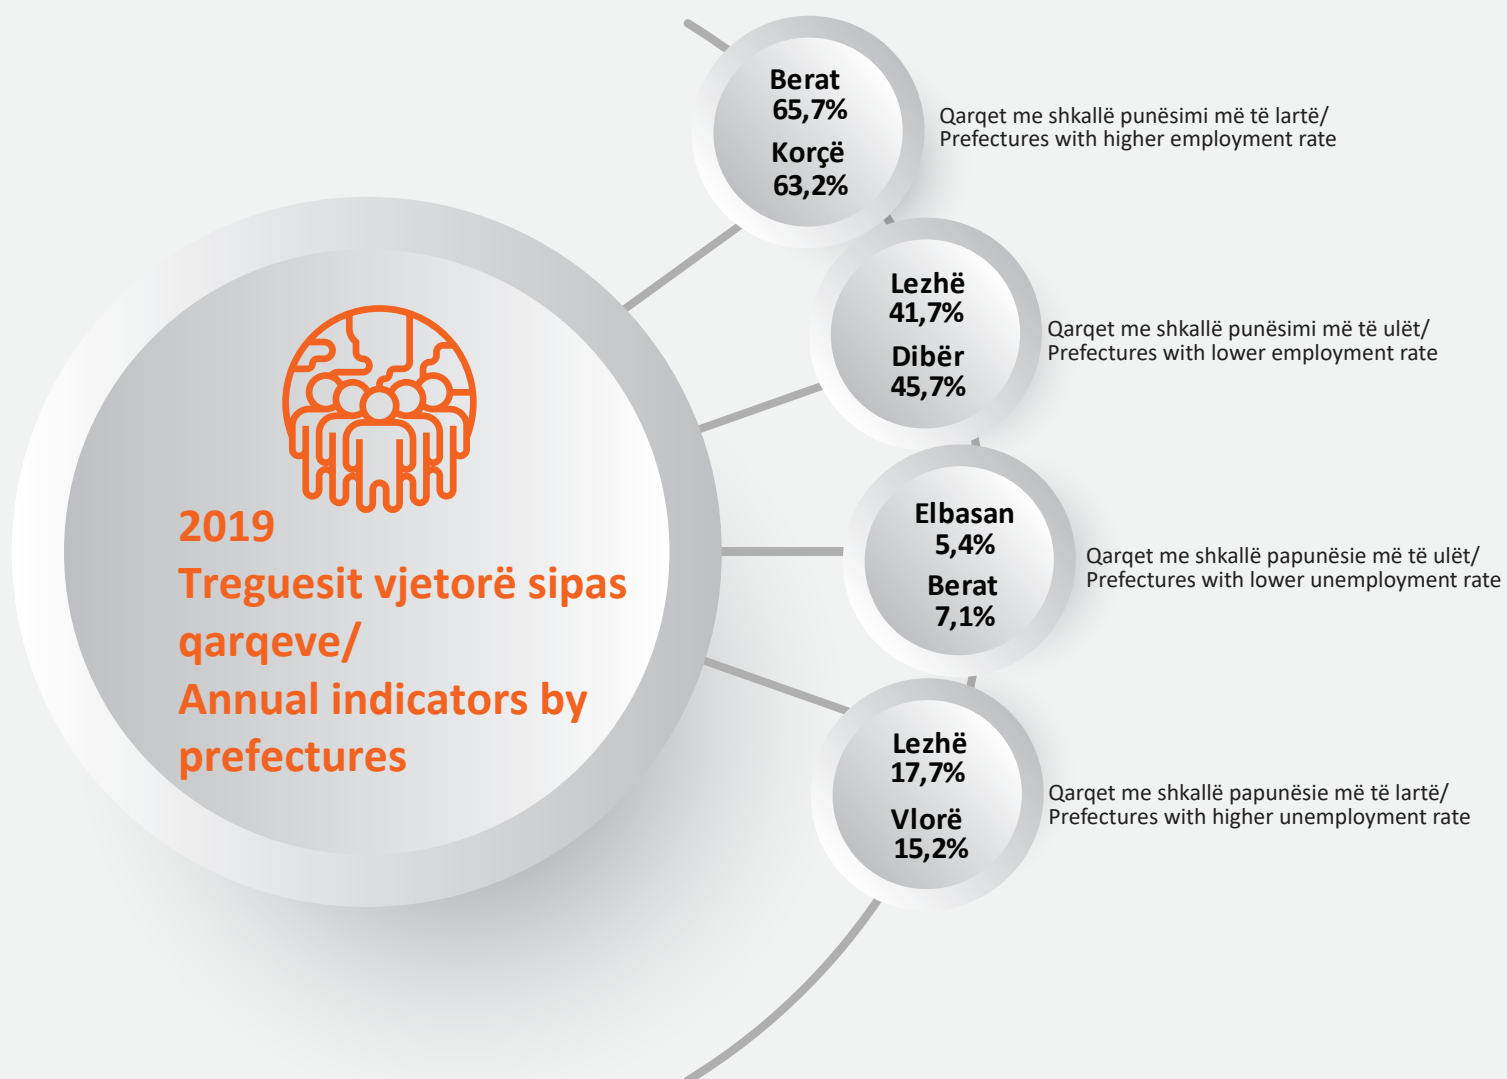 Berat
65,7%
Korçë
63,2%
Qarqet me shkallë punësimi më të lartë/
Prefectures with higher employment rate
Lezhë
41,7%
Dibër
45,7%
Qarqet me shkallë punësimi më të ulët/
Prefectures with lower employment rate
2019
Treguesit vjetorë sipas
qarqeve/
Annual indicators by
prefectures
Elbasan
5,4%
Berat
7,1%
Qarqet me shkallë papunësie më të ulët/
Prefectures with lower unemployment rate
Lezhë
17,7%
Vlorë
15,2%
Qarqet me shkallë papunësie më të lartë/
Prefectures with higher unemployment rate